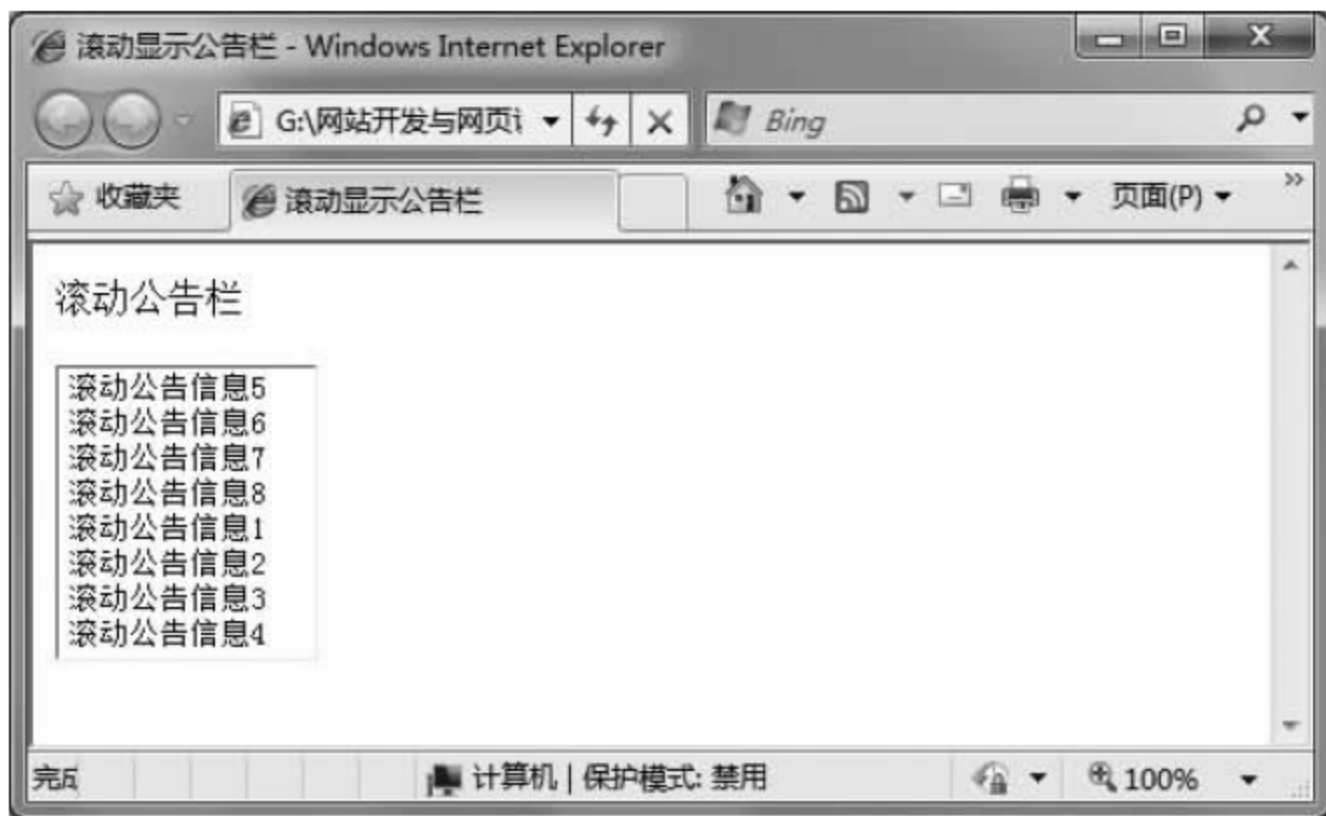 滚动显示公告栏 - Windows Internet Explorer
G:\网站开发与网页
Bing
收藏夹
滚动显示公告栏
页面(P)
滚动公告栏
滚动公告信息5
滚动公告信息6
滚动公告信息7
滚动公告信息8
滚动公告信息1
滚动公告信息2
滚动公告信息3
滚动公告信息4
计算机 | 保护模式: 禁用
100%